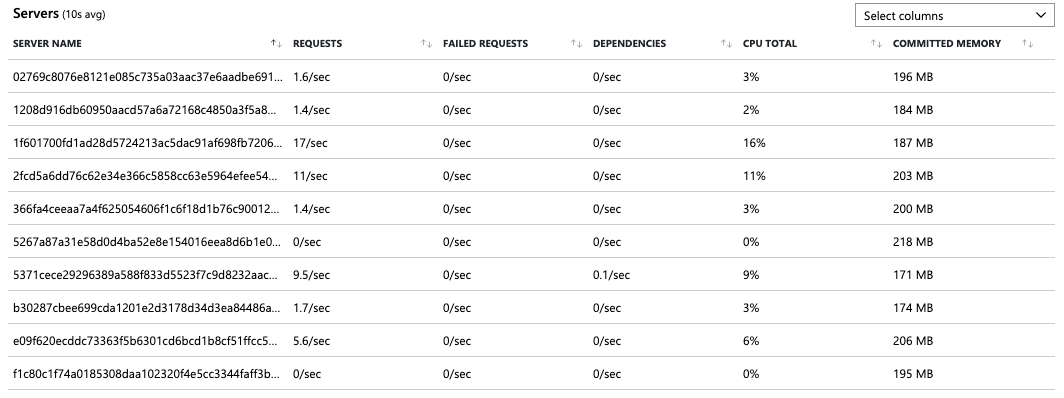 Servers (10s avg)
Select columns
SERVER NAME REQUESTS FAILED REQUESTS DEPENDENCIES CPU TOTAL COMMITTED MEMORY
02769c8076e8121e085c735a03aac37e6aadbe691... 1.6/sec 0/sec 0/sec 3% 196 MB
1208d916db60950aacd57a6a72168c4850a3f5a8... 1.4/sec 0/sec 0/sec 2% 184 MB
1f601700fd1ad28d5724213ac5dac91af698fb7206... 17/sec 0/sec 0/sec 16% 187 MB
2fcd5a6dd76c62e34e366c5858cc63e5964efee54... 11/sec 0/sec 0/sec 11% 203 MB
366fa4ceeaa7a4f625054606f1c6f18d1b76c90012... 1.4/sec 0/sec 0/sec 3% 200 MB
5267a87a31e58d0d4ba52e8e154016eea8d6b1e0... 0/sec 0/sec 0/sec 0% 218 MB
5371cece29296389a588f833d5523f7c9d8232aac... 9.5/sec 0/sec 0.1/sec 9% 171 MB
b30287cbee699cda1201e2d3178d34d3ea84486a... 1.7/sec 0/sec 0/sec 3% 174 MB
e09f620ecddc73363f5b6301cd6bcd1b8cf51ffcc5... 5.6/sec 0/sec 0/sec 6% 206 MB
f1c80c1f74a0185308daa102320f4e5cc3344faff3b... 0/sec 0/sec 0/sec 0% 195 MB